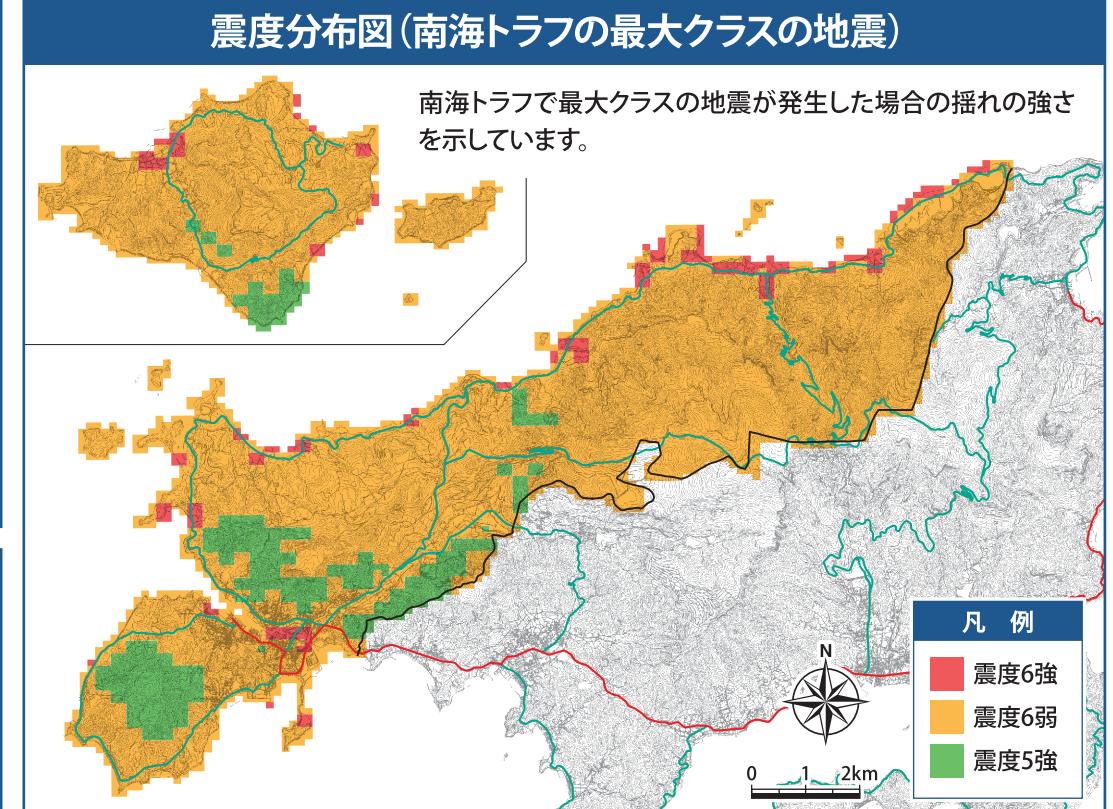 震度分布図（南海トラフの最大クラスの地震）
南海トラフで最大クラスの地震が発生した場合の揺れの強さ
を示しています。
凡 例
震度6強
震度6弱
震度5強
N
0 1 2km